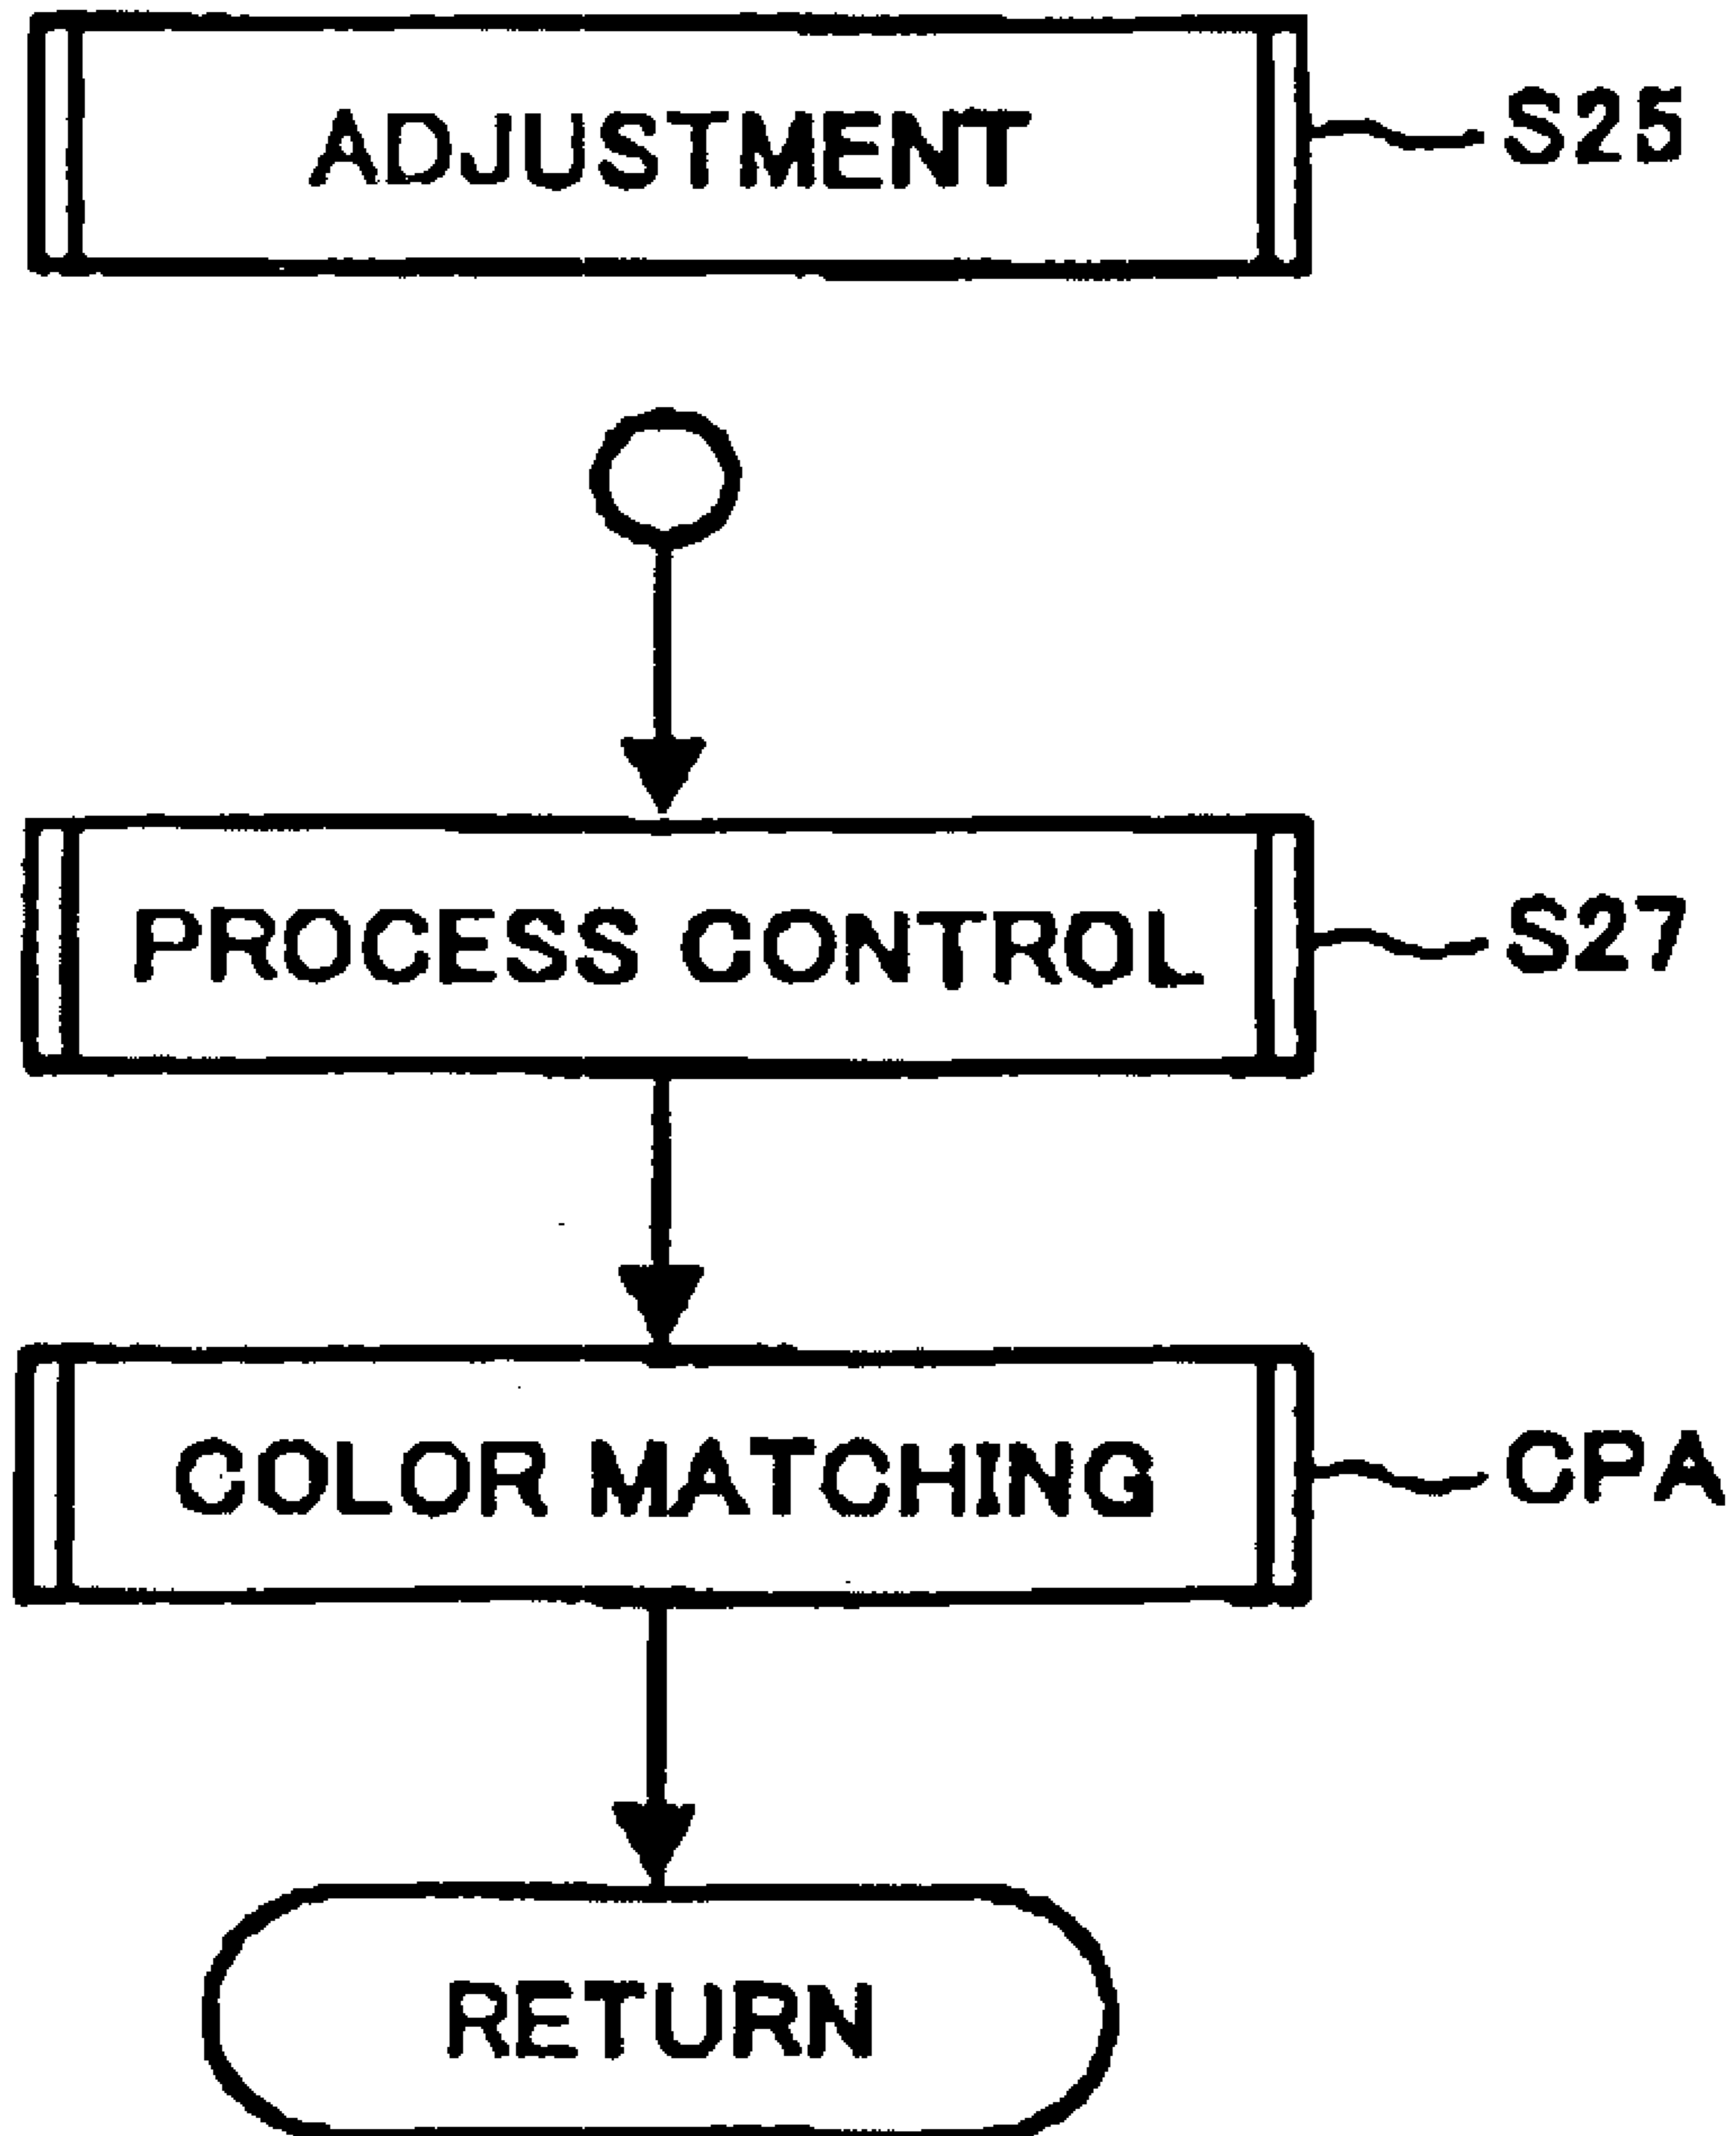 ADJUSTMENT S25
PROCESS CONTROL S27
COLOR MATCHING CPA
RETURN